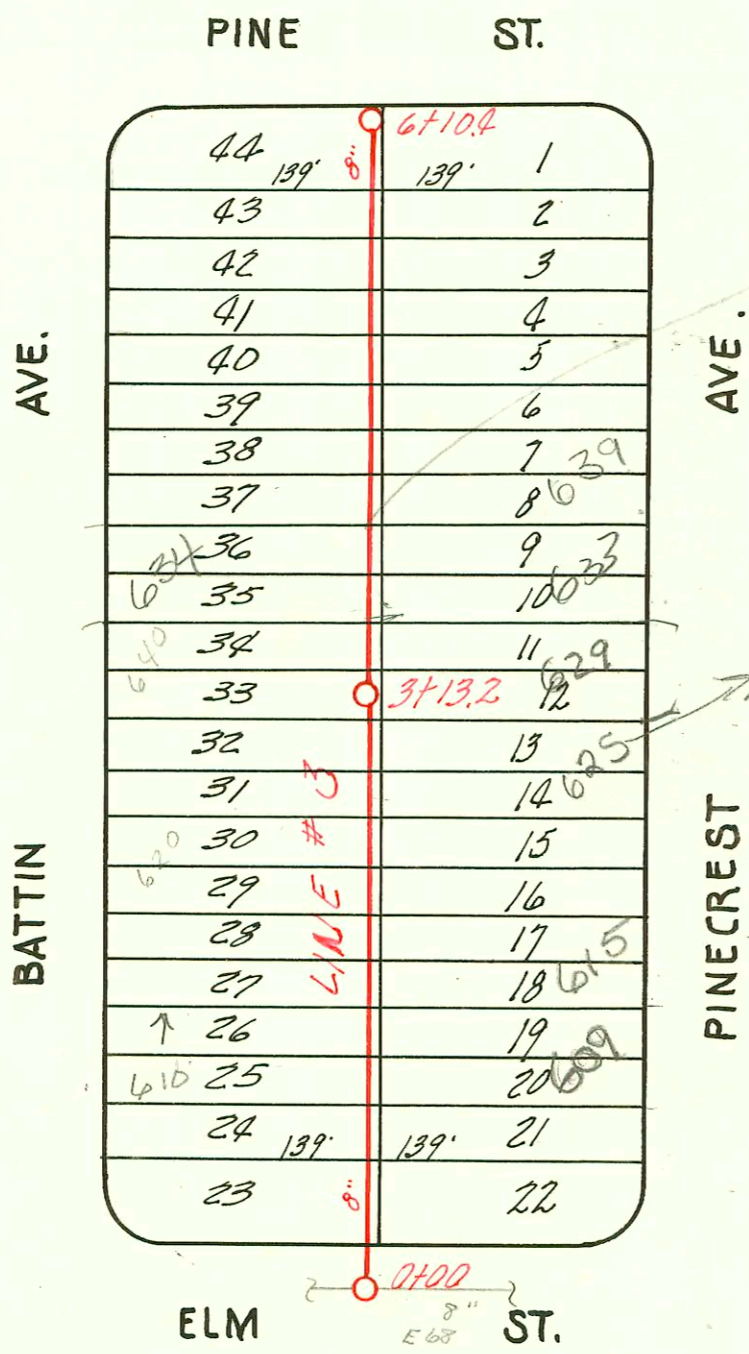 PINE ST.
6+10.4
44 139' 8" 139' 1
43 2
42 3
41 4
AVE. AVE.
40 5
39 6
38 7 639
37 8
36 9
634 35 10 633
34 11
640 629
33 3+13.2 12
32 13
31 14 625
620 30 15
29 16
LINE # 3
BATTIN PINECREST
28 17
27 18 615
↑ 26 19
610 25 20 609
24 139' 139' 21
23 8" 22
0+00
8"
ELM E68 ST.